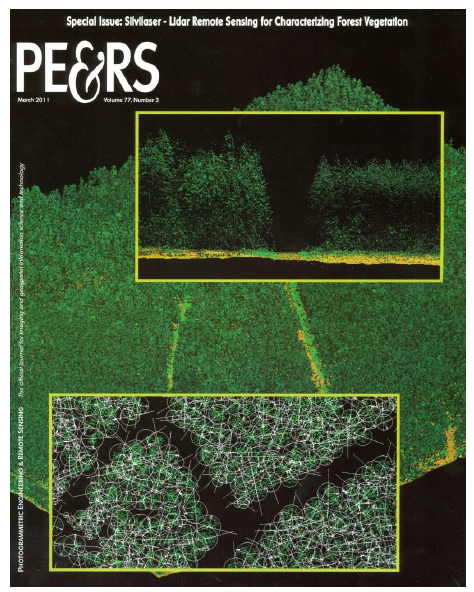 Special Issue: Silvilaser - Lidar Remote Sensing for Characterizing Forest Vegetation
PE&RS
March 2011
Volume 77, Number 3
PHOTOGRAMMETRIC ENGINEERING & REMOTE SENSING The official journal for imaging and geospatial information science and technology